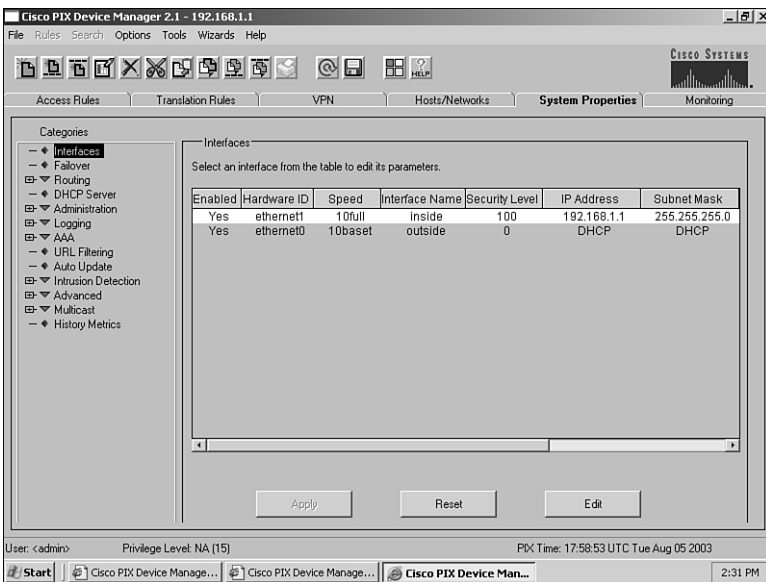 Cisco PIX Device Manager 2.1 - 192.168.1.1
File Rules Search Options Tools Wizards Help
CISCO SYSTEMS
HELP
Access Rules Translation Rules VPN Hosts/Networks System Properties Monitoring
Categories
Interfaces
Failover
Routing
DHCP Server
Administration
Logging
AAA
URL Filtering
Auto Update
Intrusion Detection
Advanced
Multicast
History Metrics
Interfaces
Select an interface from the table to edit its parameters.
Enabled Hardware ID Speed Interface Name Security Level IP Address Subnet Mask
Yes ethernet1 10full inside 100 192.168.1.1 255.255.255.0
Yes ethernet0 10baset outside 0 DHCP DHCP
Apply Reset Edit
User: <admin> Privilege Level: NA (15) PIX Time: 17:58:53 UTC Tue Aug 05 2003
Start Cisco PIX Device Manage... Cisco PIX Device Manage... Cisco PIX Device Man... 2:31 PM